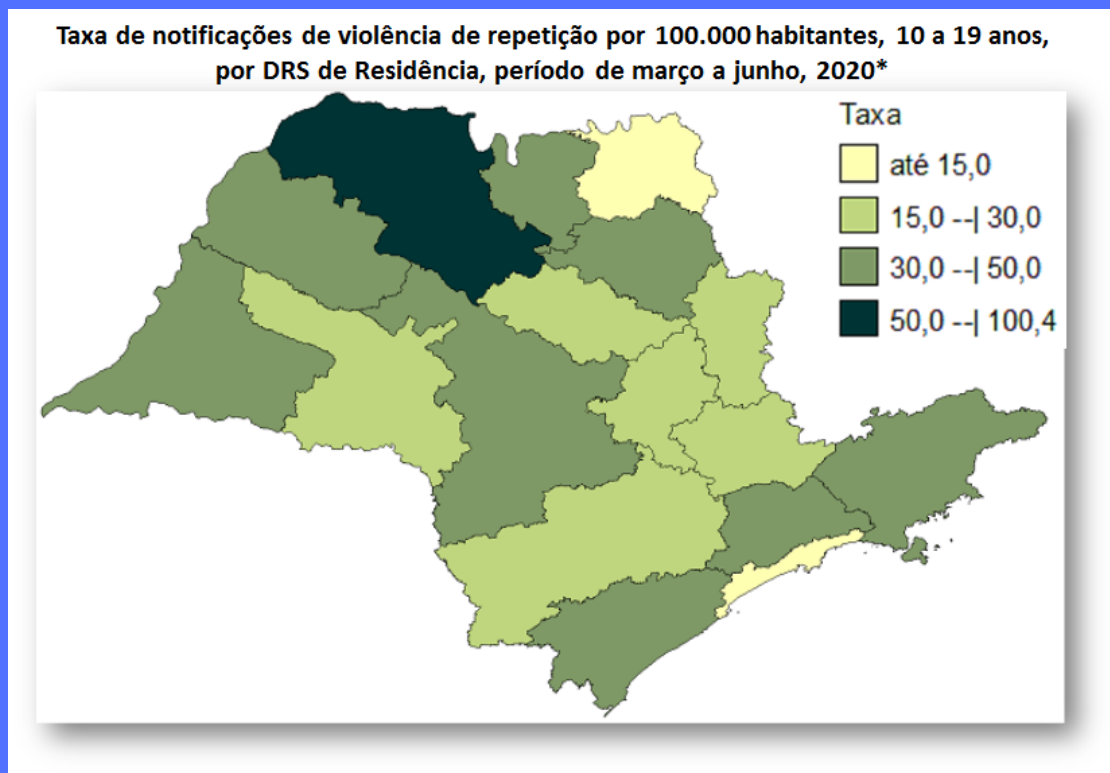 Taxa de notificações de violência de repetição por 100.000 habitantes, 10 a 19 anos,
por DRS de Residência, período de março a junho, 2020*
Taxa
até 15,0
15,0 --| 30,0
30,0 --| 50,0
50,0 --| 100,4